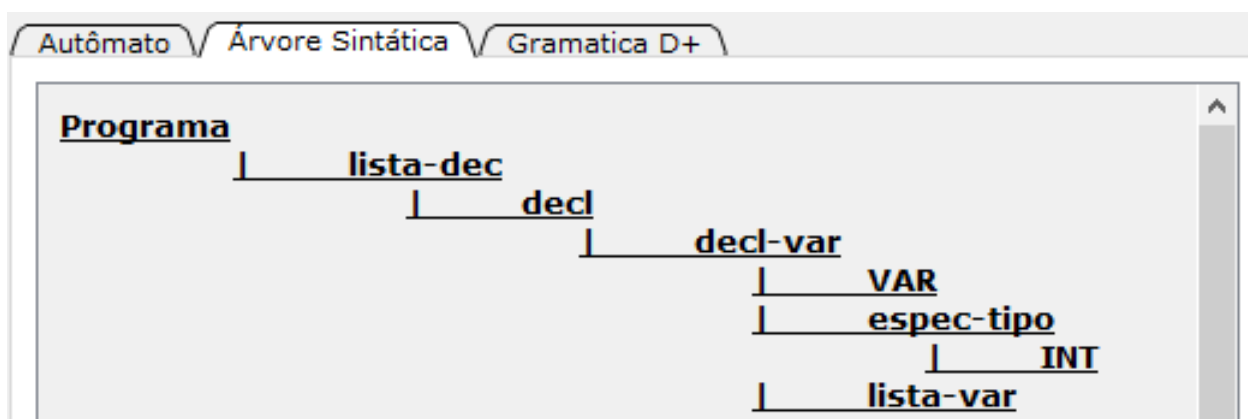 Autômato Árvore Sintática Gramatica D+
Programa
| lista-dec
| decl
| decl-var
| VAR
| espec-tipo
| INT
| lista-var